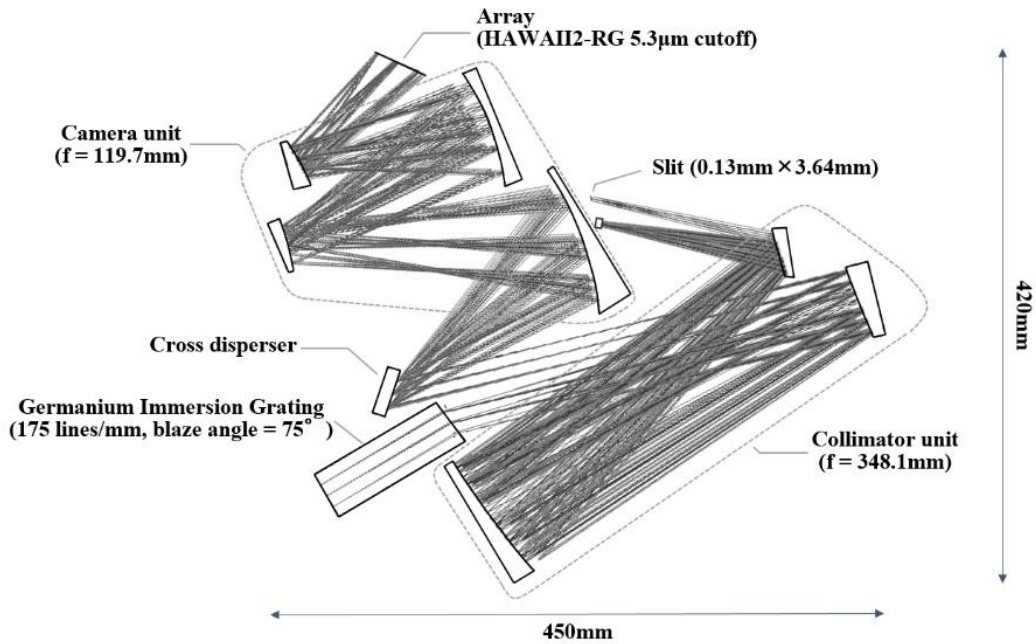 Array
(HAWAII2-RG 5.3μm cutoff)
Camera unit
(f = 119.7mm)
Slit (0.13mm × 3.64mm)
420mm
Cross disperser
Germanium Immersion Grating
(175 lines/mm, blaze angle = 75° )
Collimator unit
(f = 348.1mm)
450mm